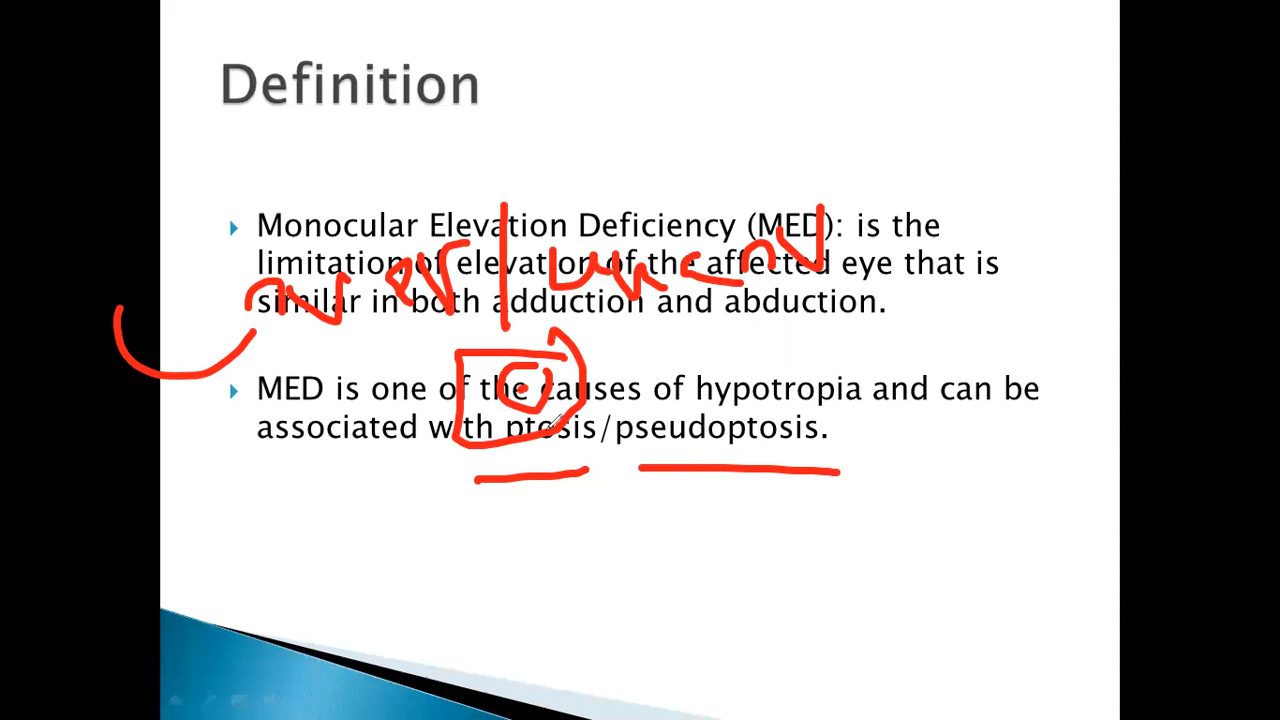 Definition
Monocular Elevation Deficiency (MED): is the
limitation of elevation of the affected eye that is
similar in both adduction and abduction.
MED is one of the causes of hypotropia and can be
associated with ptosis/pseudoptosis.